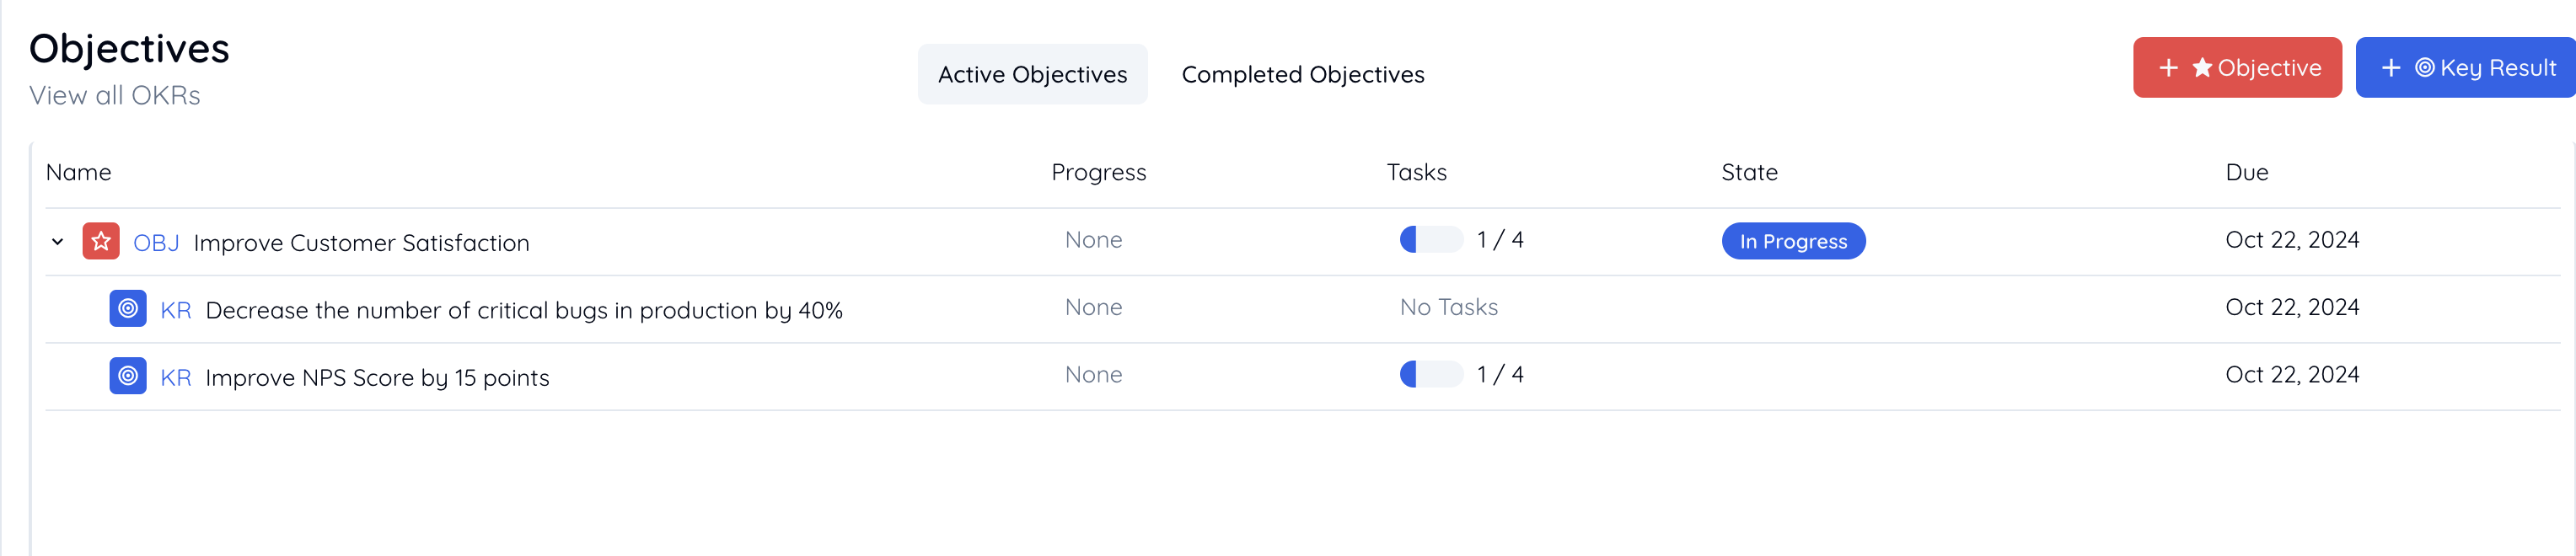 Objectives
View all OKRs
Active Objectives Completed Objectives
+ Objective + Key Result
Name Progress Tasks State Due
OBJ Improve Customer Satisfaction None 1 / 4 In Progress Oct 22, 2024
KR Decrease the number of critical bugs in production by 40% None No Tasks Oct 22, 2024
KR Improve NPS Score by 15 points None 1 / 4 Oct 22, 2024